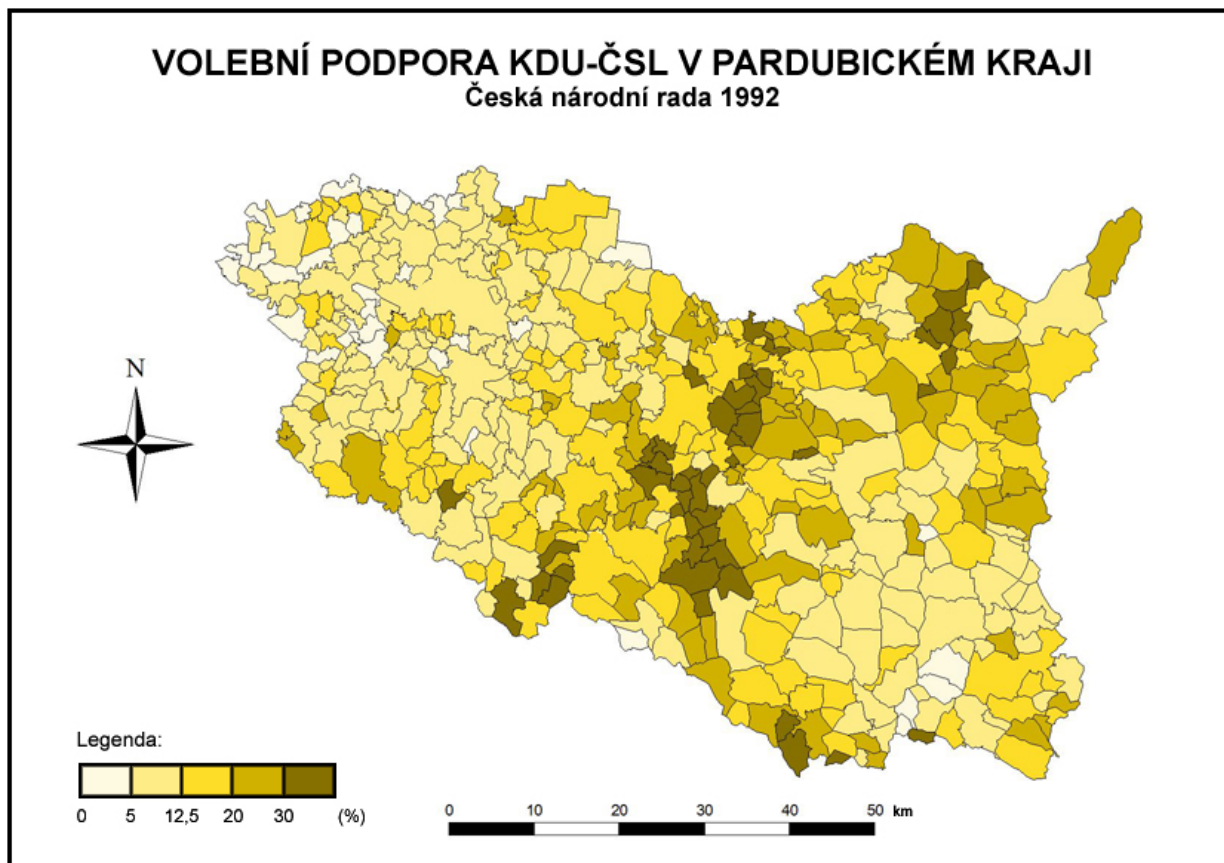 VOLEBNÍ PODPORA KDU-ČSL V PARDUBICKÉM KRAJI
Česká národní rada 1992
N
Legenda:
0 5 12,5 20 30 (%)
0 10 20 30 40 50 km